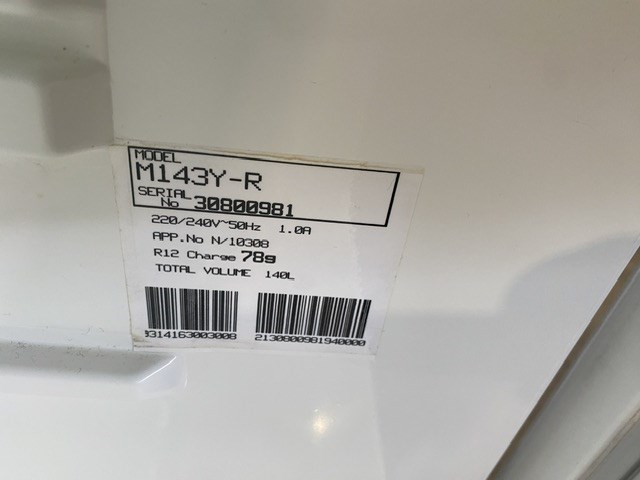 MODEL
M143Y-R
SERIAL
No 30800981
220/240V~50Hz 1.0A
APP.No N/10308
R12 Charge 78g
TOTAL VOLUME 140L
9314163003008
2130800981940000